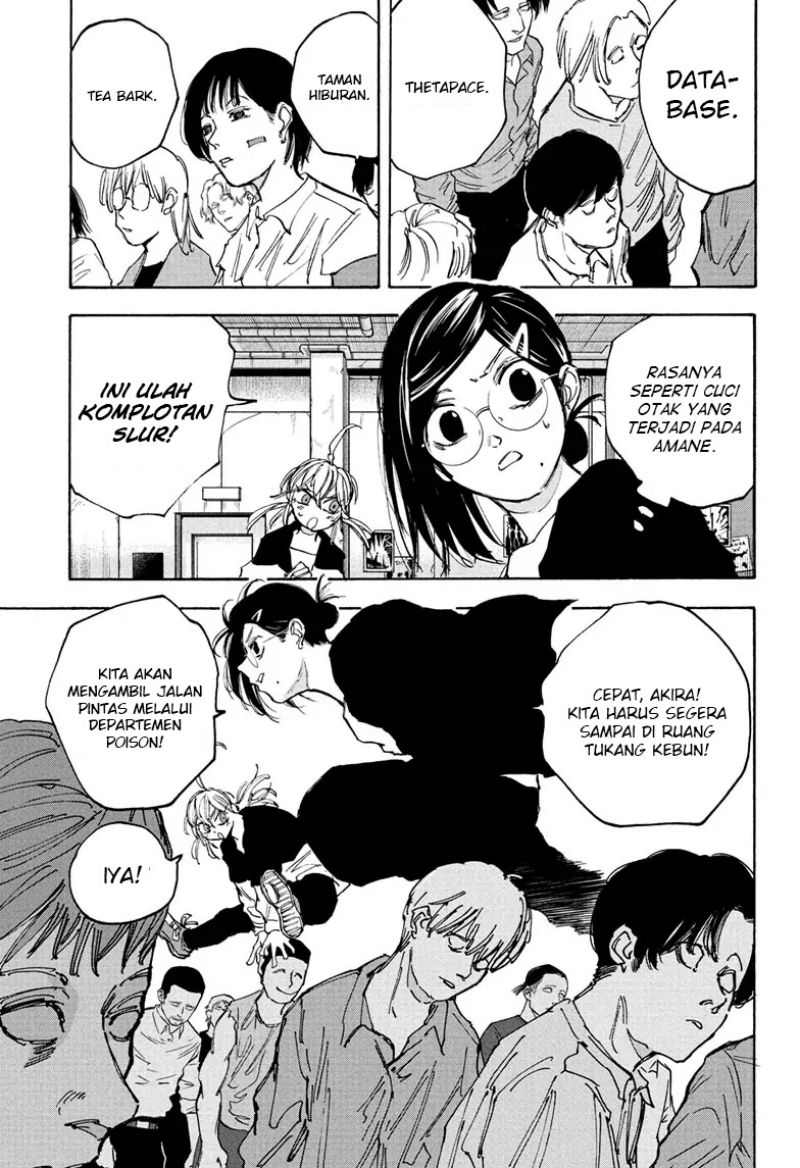 DATA-
BASE.
THETAPACE.
TAMAN
HIBURAN.
TEA BARK.
RASANYA
SEPERTI CUCI
OTAK YANG
TERJADI PADA
AMANE.
INI ULAH
KOMPLOTAN
SLUR!
CEPAT, AKIRA!
KITA HARUS SEGERA
SAMPAI DI RUANG
TUKANG KEBUN!
KITA AKAN
MENGAMBIL JALAN
PINTAS MELALUI
DEPARTEMEN
POISON!
IYA!